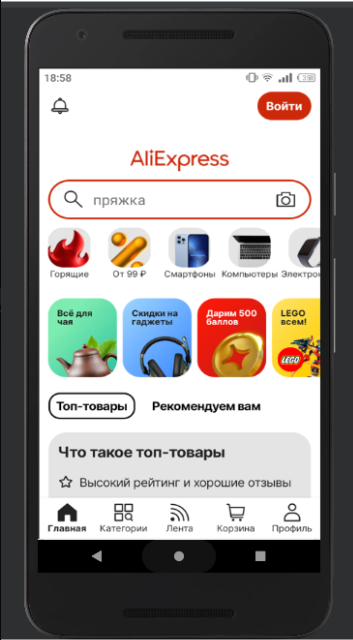 18:58
Войти
AliExpress
пряжка
Горящие
От 99 ₽
Смартфоны
Компьютеры
Электрон
Всё для
чая
Скидки на
гаджеты
Дарим 500
баллов
LEGO
всем!
LEGO
Топ-товары
Рекомендуем вам
Что такое топ-товары
Высокий рейтинг и хорошие отзывы
Главная
Категории
Лента
Корзина
Профиль